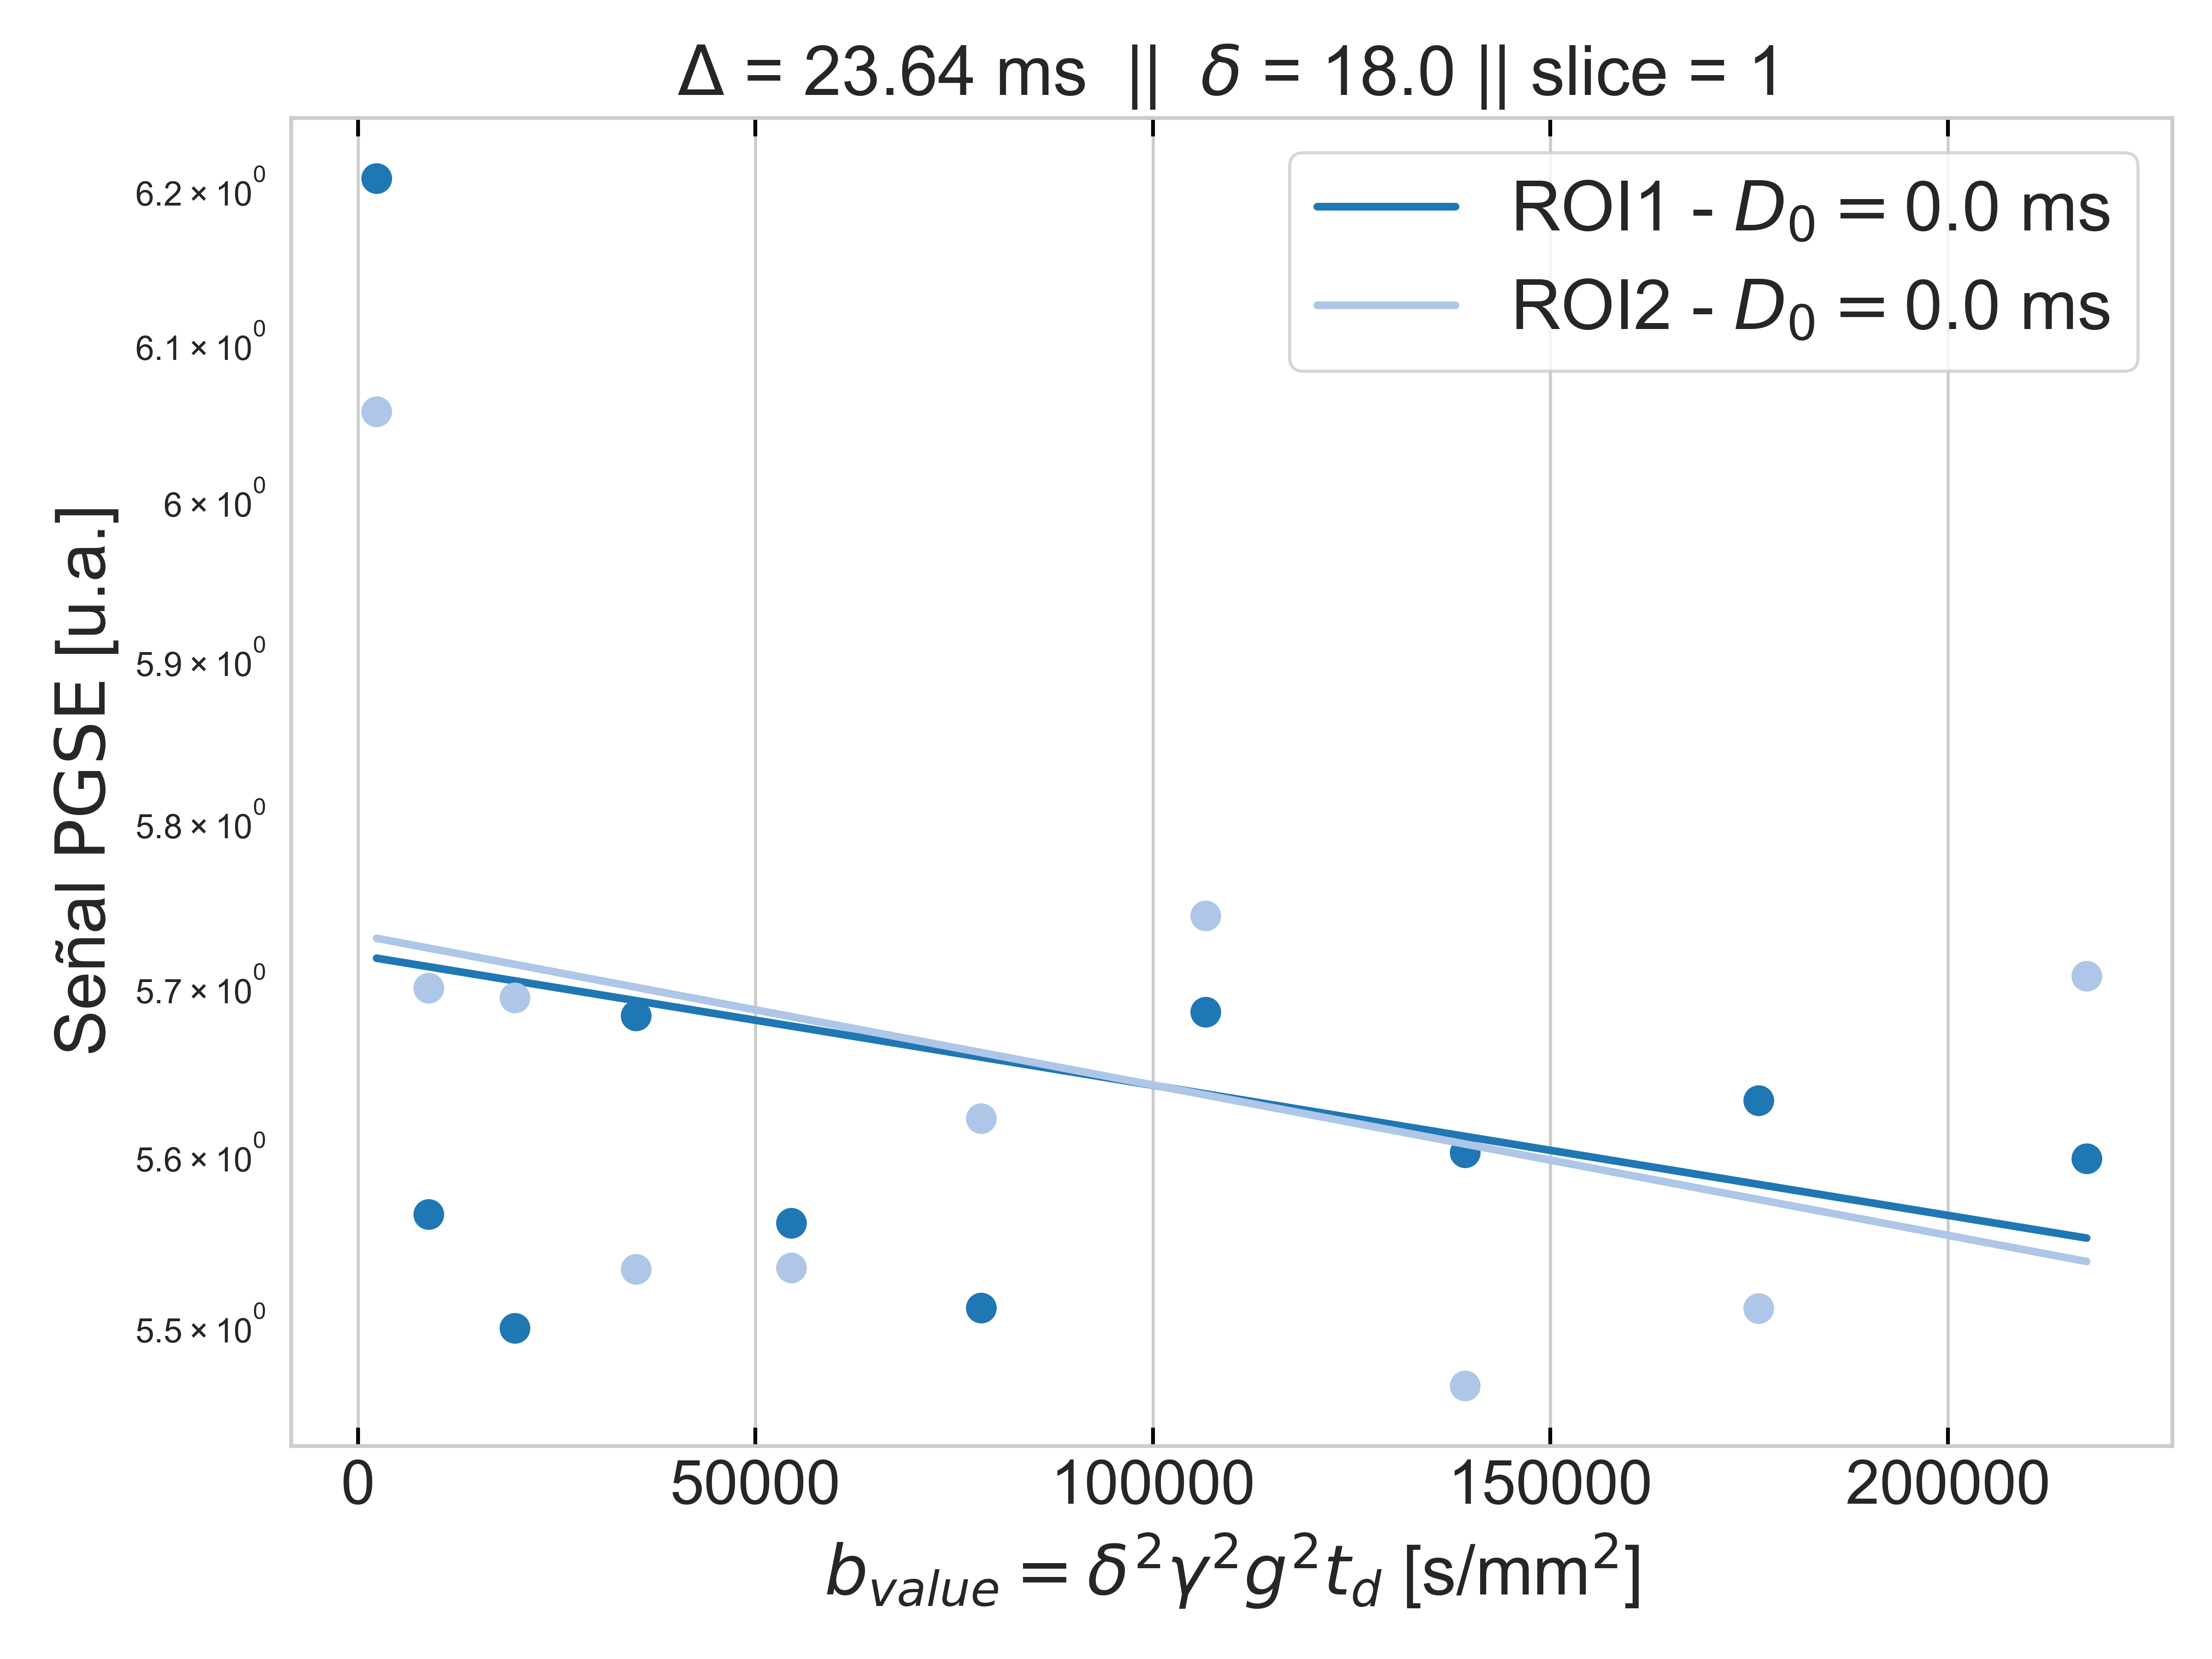 Δ = 23.64 ms || δ = 18.0 || slice = 1
ROI1 - D₀ = 0.0 ms
ROI2 - D₀ = 0.0 ms
Señal PGSE [u.a.]
6.2 × 10⁰
6.1 × 10⁰
6 × 10⁰
5.9 × 10⁰
5.8 × 10⁰
5.7 × 10⁰
5.6 × 10⁰
5.5 × 10⁰
0 50000 100000 150000 200000
b_value = δ²γ²g²t_d [s/mm²]